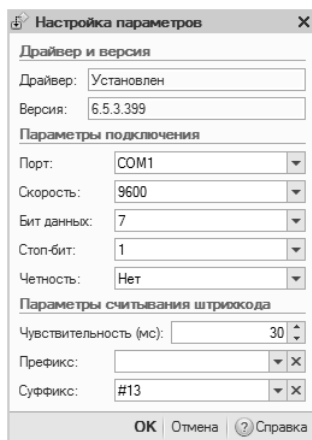 Настройка параметров
Драйвер и версия
Драйвер: Установлен
Версия: 6.5.3.399
Параметры подключения
Порт: COM1
Скорость: 9600
Бит данных: 7
Стоп-бит: 1
Четность: Нет
Параметры считывания штрихкода
Чувствительность (мс): 30
Префикс:
Суффикс: #13
OK Отмена ? Справка